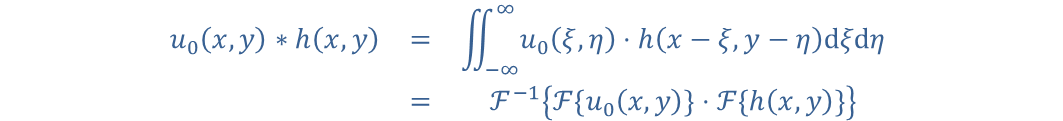 u₀(x, y) ∗ h(x, y) = ∬₋∞^∞ u₀(ξ, η) · h(x − ξ, y − η)dξdη
= ℱ⁻¹{ℱ{u₀(x, y)} · ℱ{h(x, y)}}